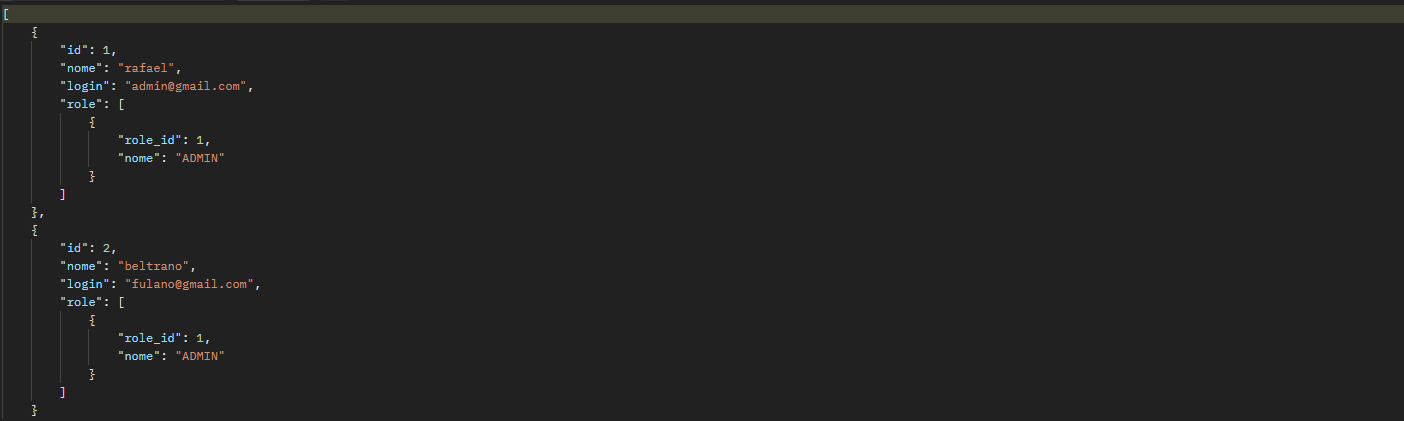 [
    {
        "id": 1,
        "nome": "rafael",
        "login": "admin@gmail.com",
        "role": [
            {
                "role_id": 1,
                "nome": "ADMIN"
            }
        ]
    },
    {
        "id": 2,
        "nome": "beltrano",
        "login": "fulano@gmail.com",
        "role": [
            {
                "role_id": 1,
                "nome": "ADMIN"
            }
        ]
    }